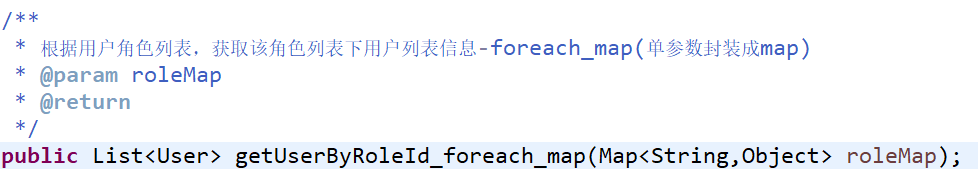 /**
 * 根据用户角色列表，获取该角色列表下用户列表信息-foreach_map(单参数封装成map)
 * @param roleMap
 * @return
 */
public List<User> getUserByRoleId_foreach_map(Map<String,Object> roleMap);